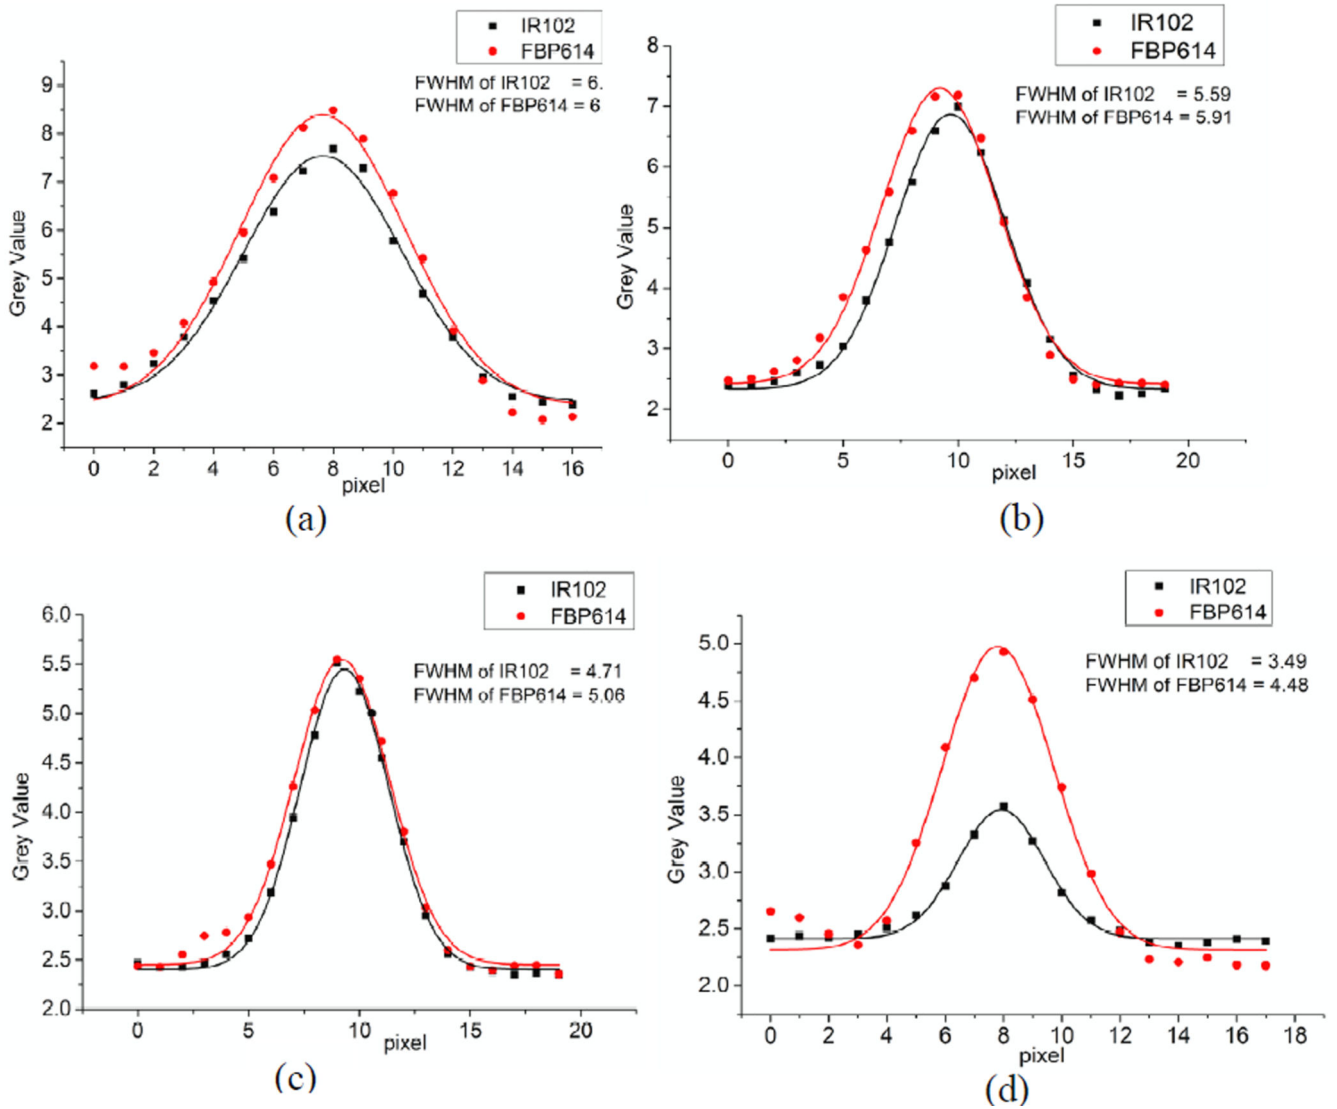 IR102
FBP614
FWHM of IR102 = 6.
FWHM of FBP614 = 6
9
8
7
6
5
4
3
2
Grey Value
0 2 4 6 8 10 12 14 16
pixel
(a)
IR102
FBP614
FWHM of IR102 = 5.59
FWHM of FBP614 = 5.91
8
7
6
5
4
3
2
Grey Value
0 5 10 15 20
pixel
(b)
IR102
FBP614
FWHM of IR102 = 4.71
FWHM of FBP614 = 5.06
6.0
5.5
5.0
4.5
4.0
3.5
3.0
2.5
2.0
Grey Value
0 5 10 15 20
pixel
(c)
IR102
FBP614
FWHM of IR102 = 3.49
FWHM of FBP614 = 4.48
5.0
4.5
4.0
3.5
3.0
2.5
2.0
Grey Value
0 2 4 6 8 10 12 14 16 18
pixel
(d)